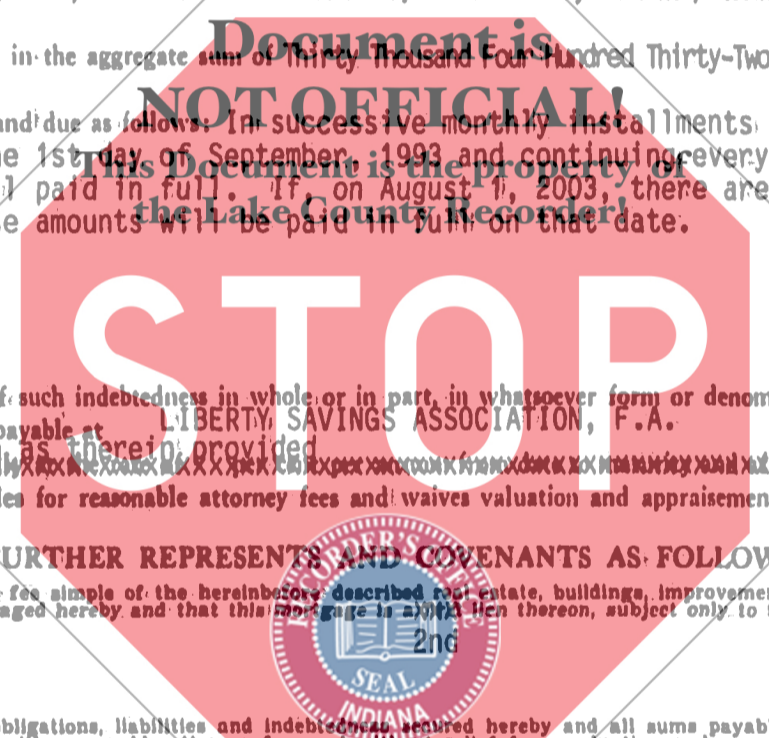 Document is
in the aggregate sum of Thirty Thousand Four Hundred Thirty-Two
NOT OFFICIAL!
and due as follows: In successive monthly installments
e 1st day of September, 1993 and continuing every
This Document is the property of
l paid in full. If, on August 1, 2003, there are
the Lake County Recorder!
e amounts will be paid in full on that date.
STOP
f such indebtedness in whole or in part, in whatsoever form or denom
payable at LIBERTY SAVINGS ASSOCIATION, F.A.
as therein provided
les for reasonable attorney fees and waives valuation and appraisemen
URTHER REPRESENTS AND COVENANTS AS FOLLOW
fee simple of the hereinbefore described real estate, buildings, improvemen
aged hereby and that this mortgage is a lien thereon, subject only to
2nd
RECORDER'S OFFICE
SEAL
INDIANA
bligations, liabilities and indebtedness secured hereby and all sums payab